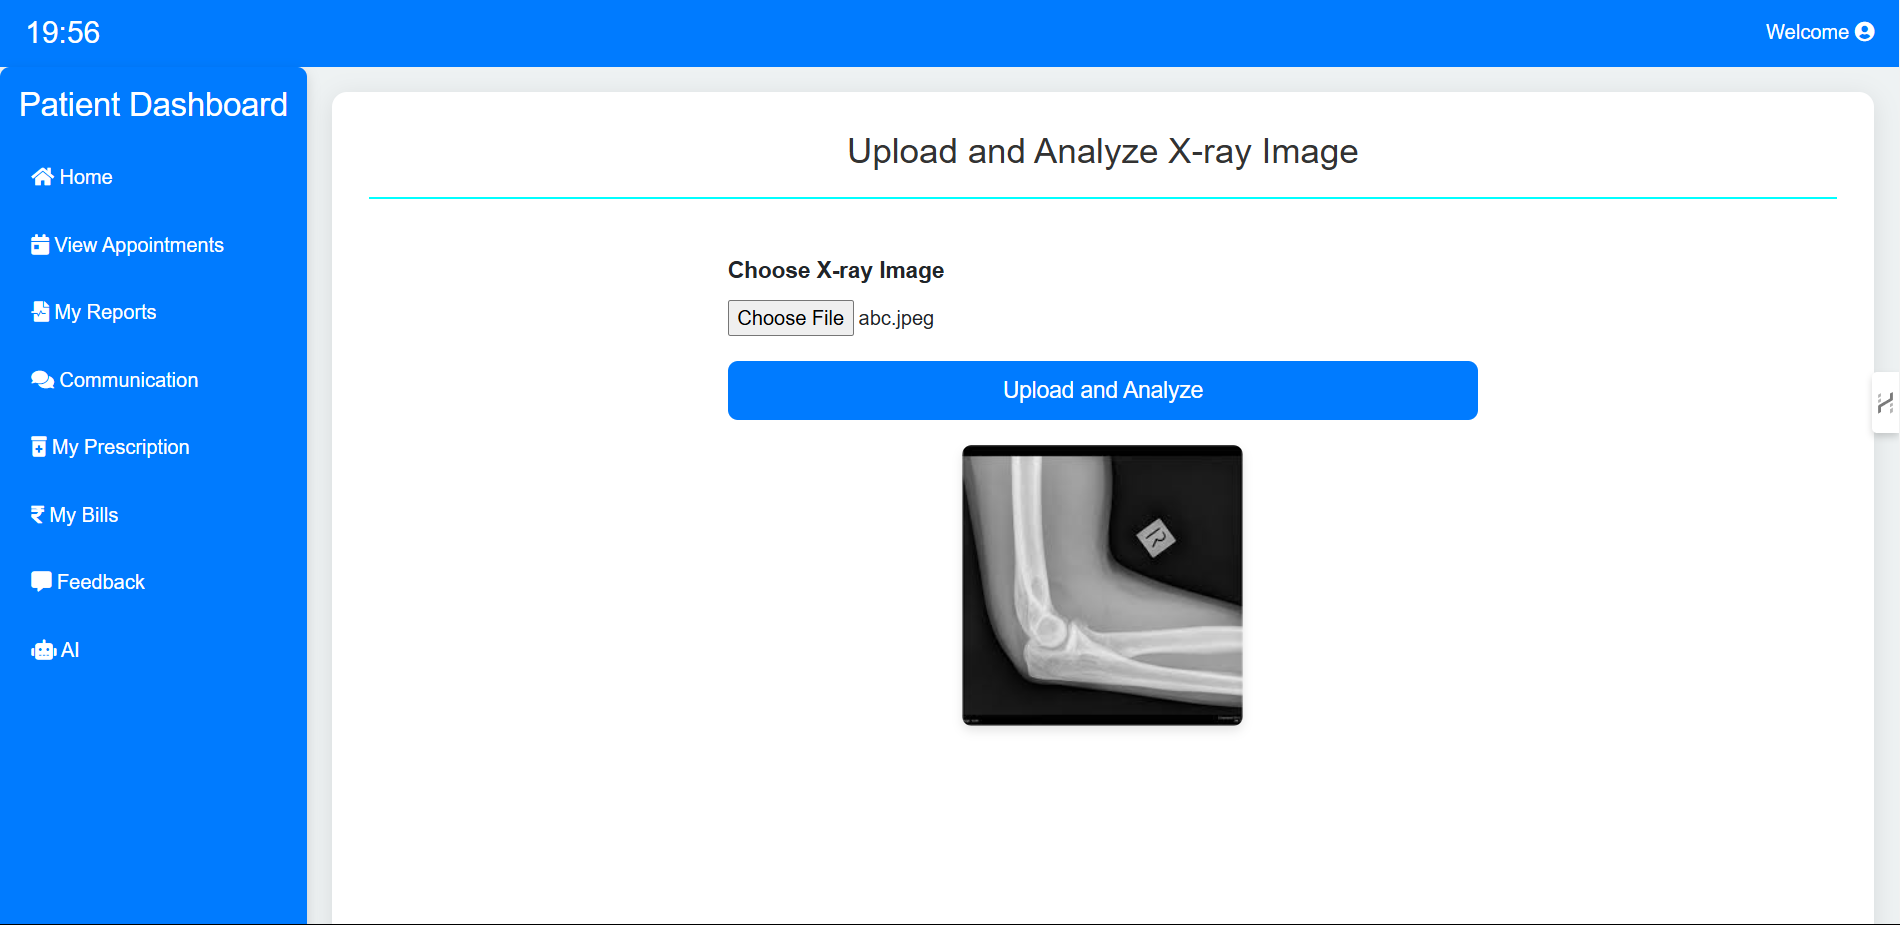 19:56
Welcome
Patient Dashboard
Home
View Appointments
My Reports
Communication
My Prescription
My Bills
Feedback
AI
Upload and Analyze X-ray Image
Choose X-ray Image
Choose File abc.jpeg
Upload and Analyze
R